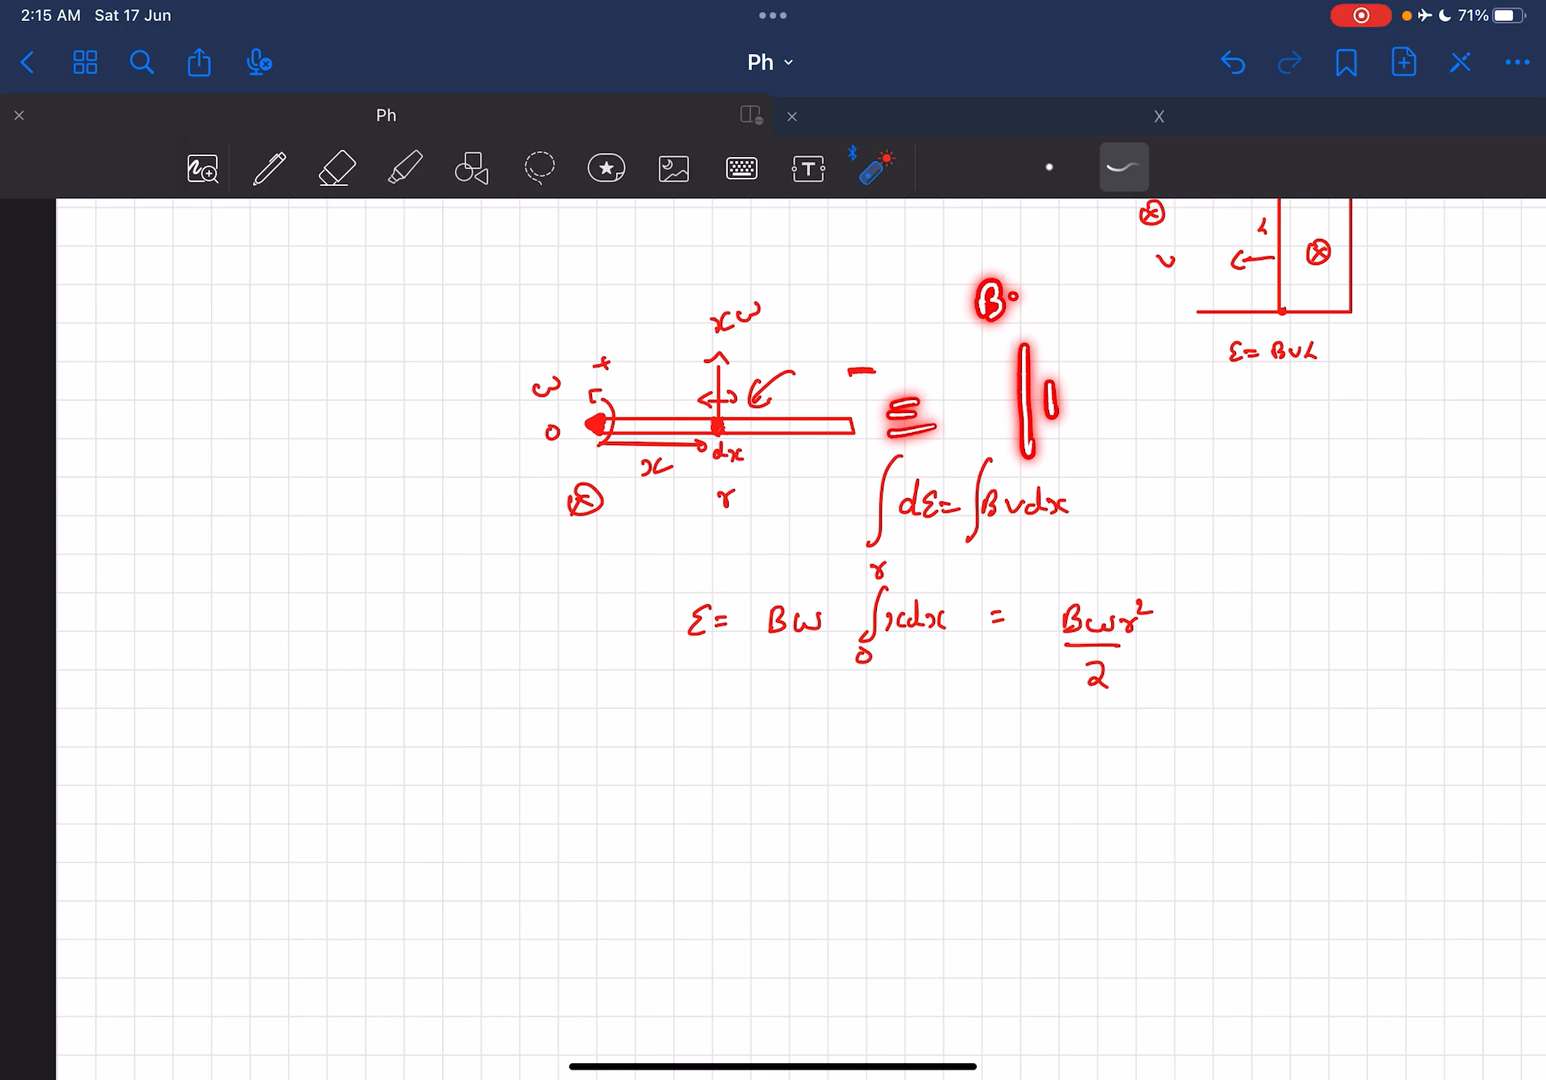 2:15 AM Sat 17 Jun
71%
Ph
Ph
X
T
L
v
ε = BvL
B
xω
ω
+
−
0
x
dx
r
∫dε = ∫Bvdx
ε = Bω ∫₀ʳ xdx = Bωr²/2